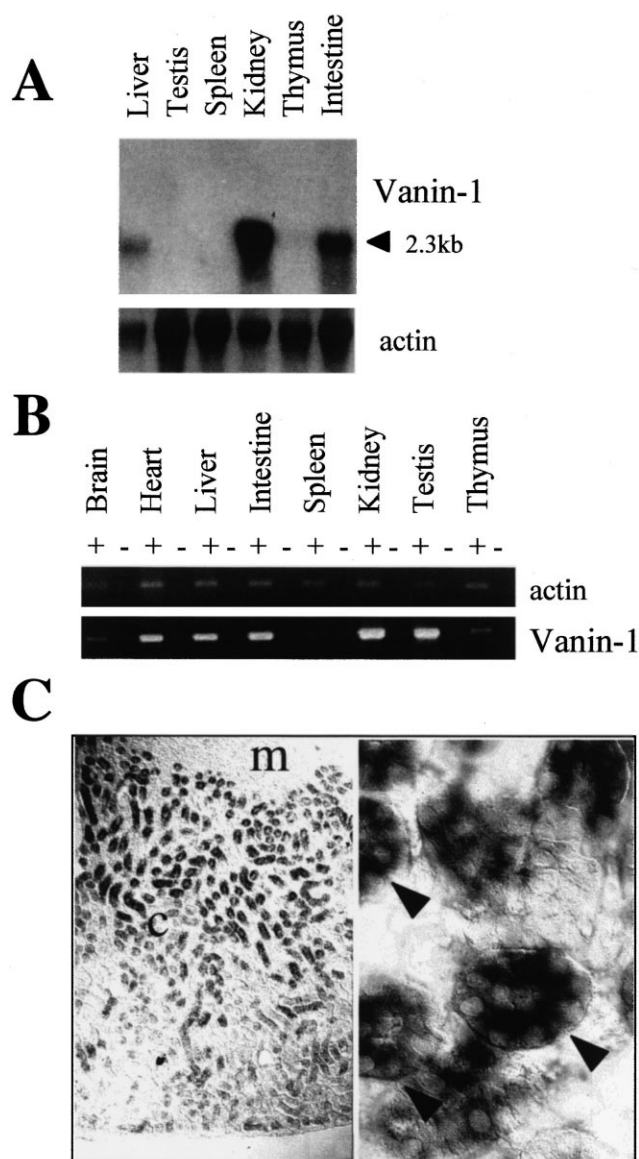 A
Liver
Testis
Spleen
Kidney
Thymus
Intestine
Vanin-1
2.3kb
actin
B
Brain
Heart
Liver
Intestine
Spleen
Kidney
Testis
Thymus
+ - + - + - + - + - + - + - + -
actin
Vanin-1
C
m
c